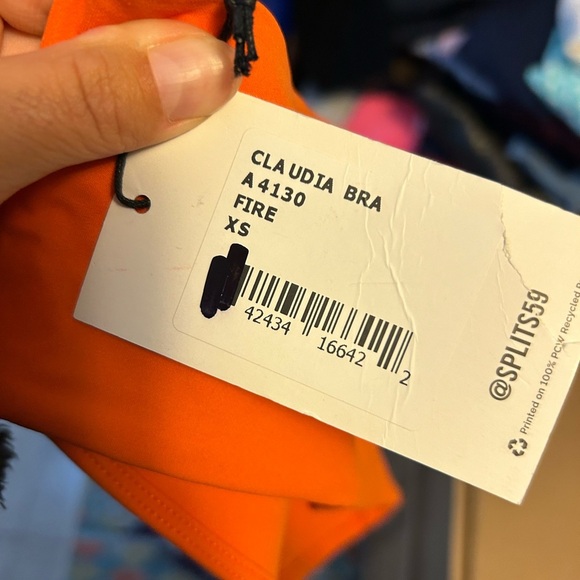 CLAUDIA BRA
A4130
FIRE
XS
42434 16642 2
@SPLITS59
Printed on 100% PCW Recycled